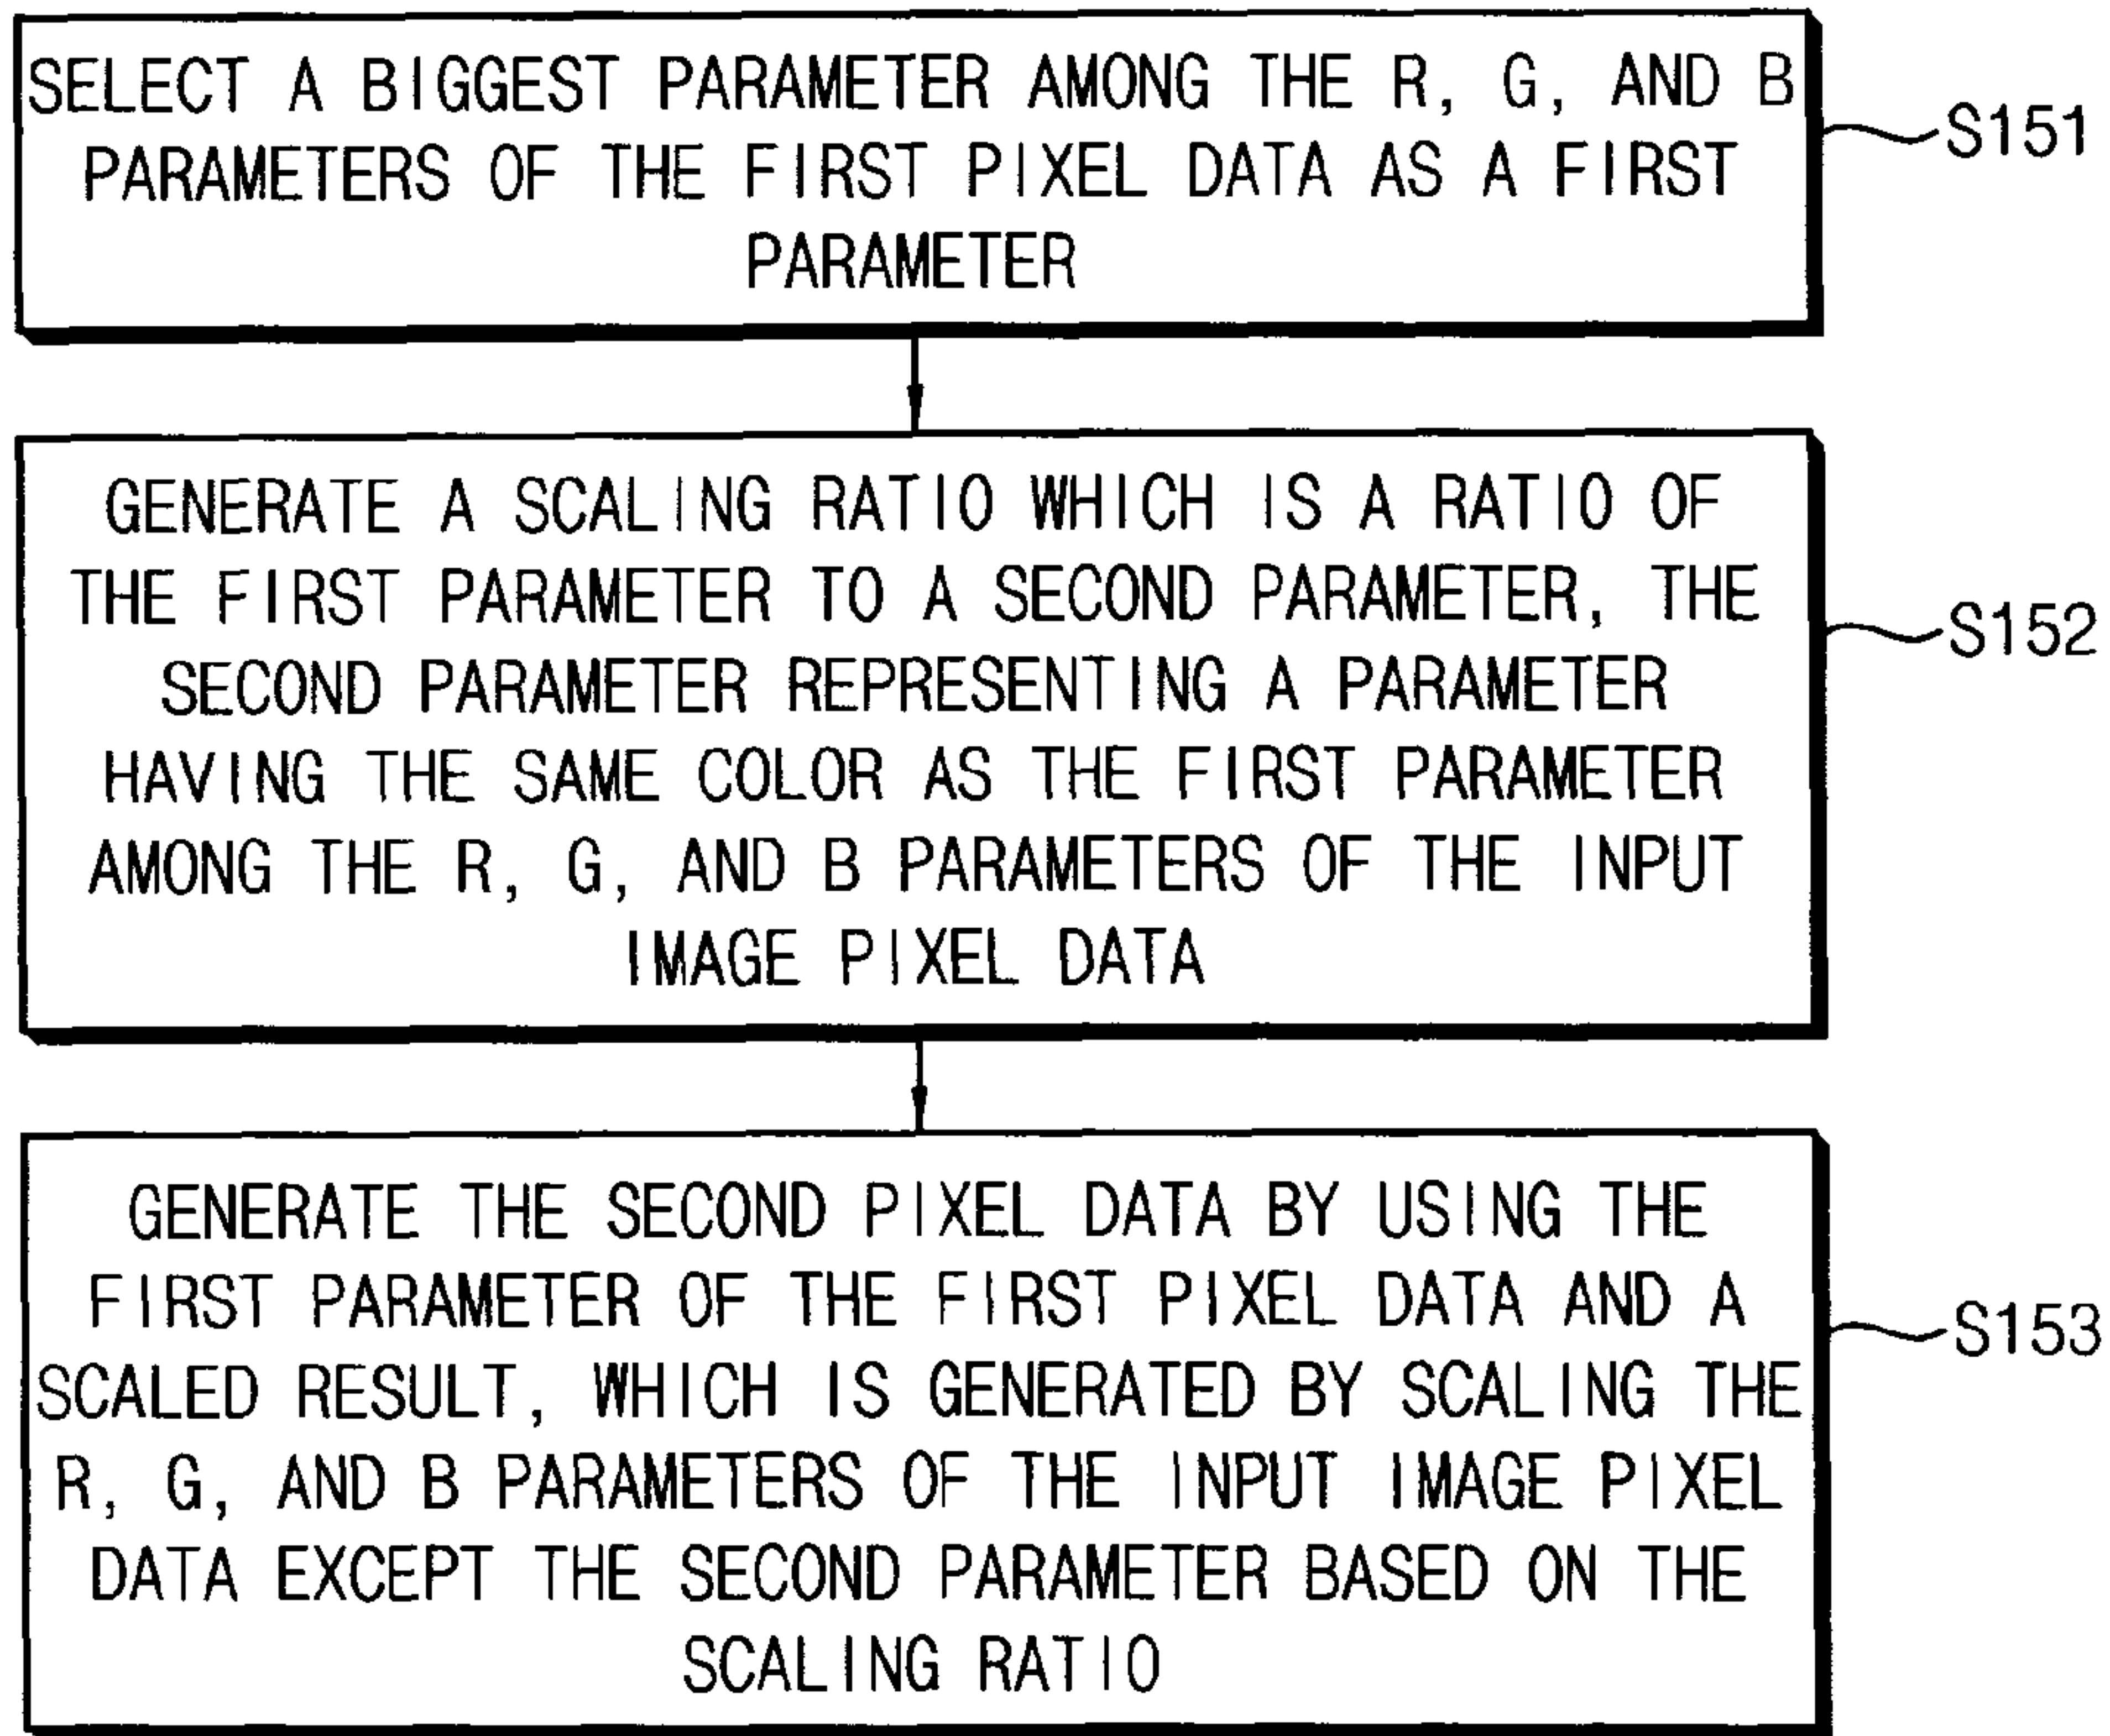 SELECT A BIGGEST PARAMETER AMONG THE R, G, AND B
PARAMETERS OF THE FIRST PIXEL DATA AS A FIRST
PARAMETER
S151
GENERATE A SCALING RATIO WHICH IS A RATIO OF
THE FIRST PARAMETER TO A SECOND PARAMETER, THE
SECOND PARAMETER REPRESENTING A PARAMETER
HAVING THE SAME COLOR AS THE FIRST PARAMETER
AMONG THE R, G, AND B PARAMETERS OF THE INPUT
IMAGE PIXEL DATA
S152
GENERATE THE SECOND PIXEL DATA BY USING THE
FIRST PARAMETER OF THE FIRST PIXEL DATA AND A
SCALED RESULT, WHICH IS GENERATED BY SCALING THE
R, G, AND B PARAMETERS OF THE INPUT IMAGE PIXEL
DATA EXCEPT THE SECOND PARAMETER BASED ON THE
SCALING RATIO
S153